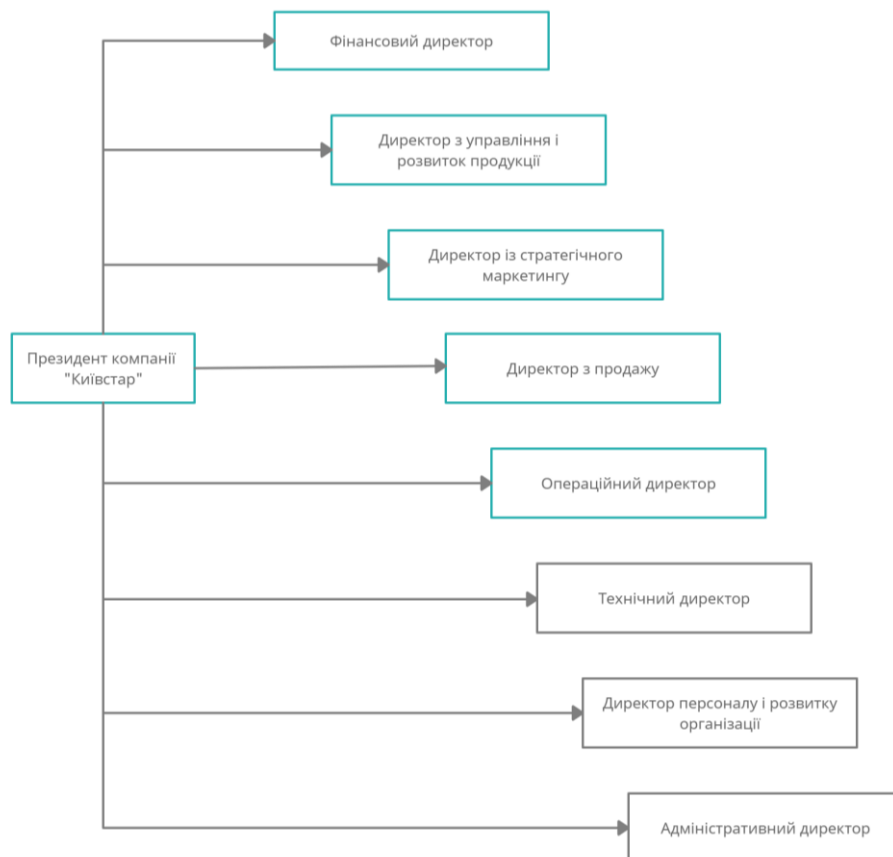 Фінансовий директор
Директор з управління і
розвиток продукції
Директор із стратегічного
маркетингу
Президент компанії
"Київстар"
Директор з продажу
Операційний директор
Технічний директор
Директор персоналу і розвитку
організації
Адміністративний директор